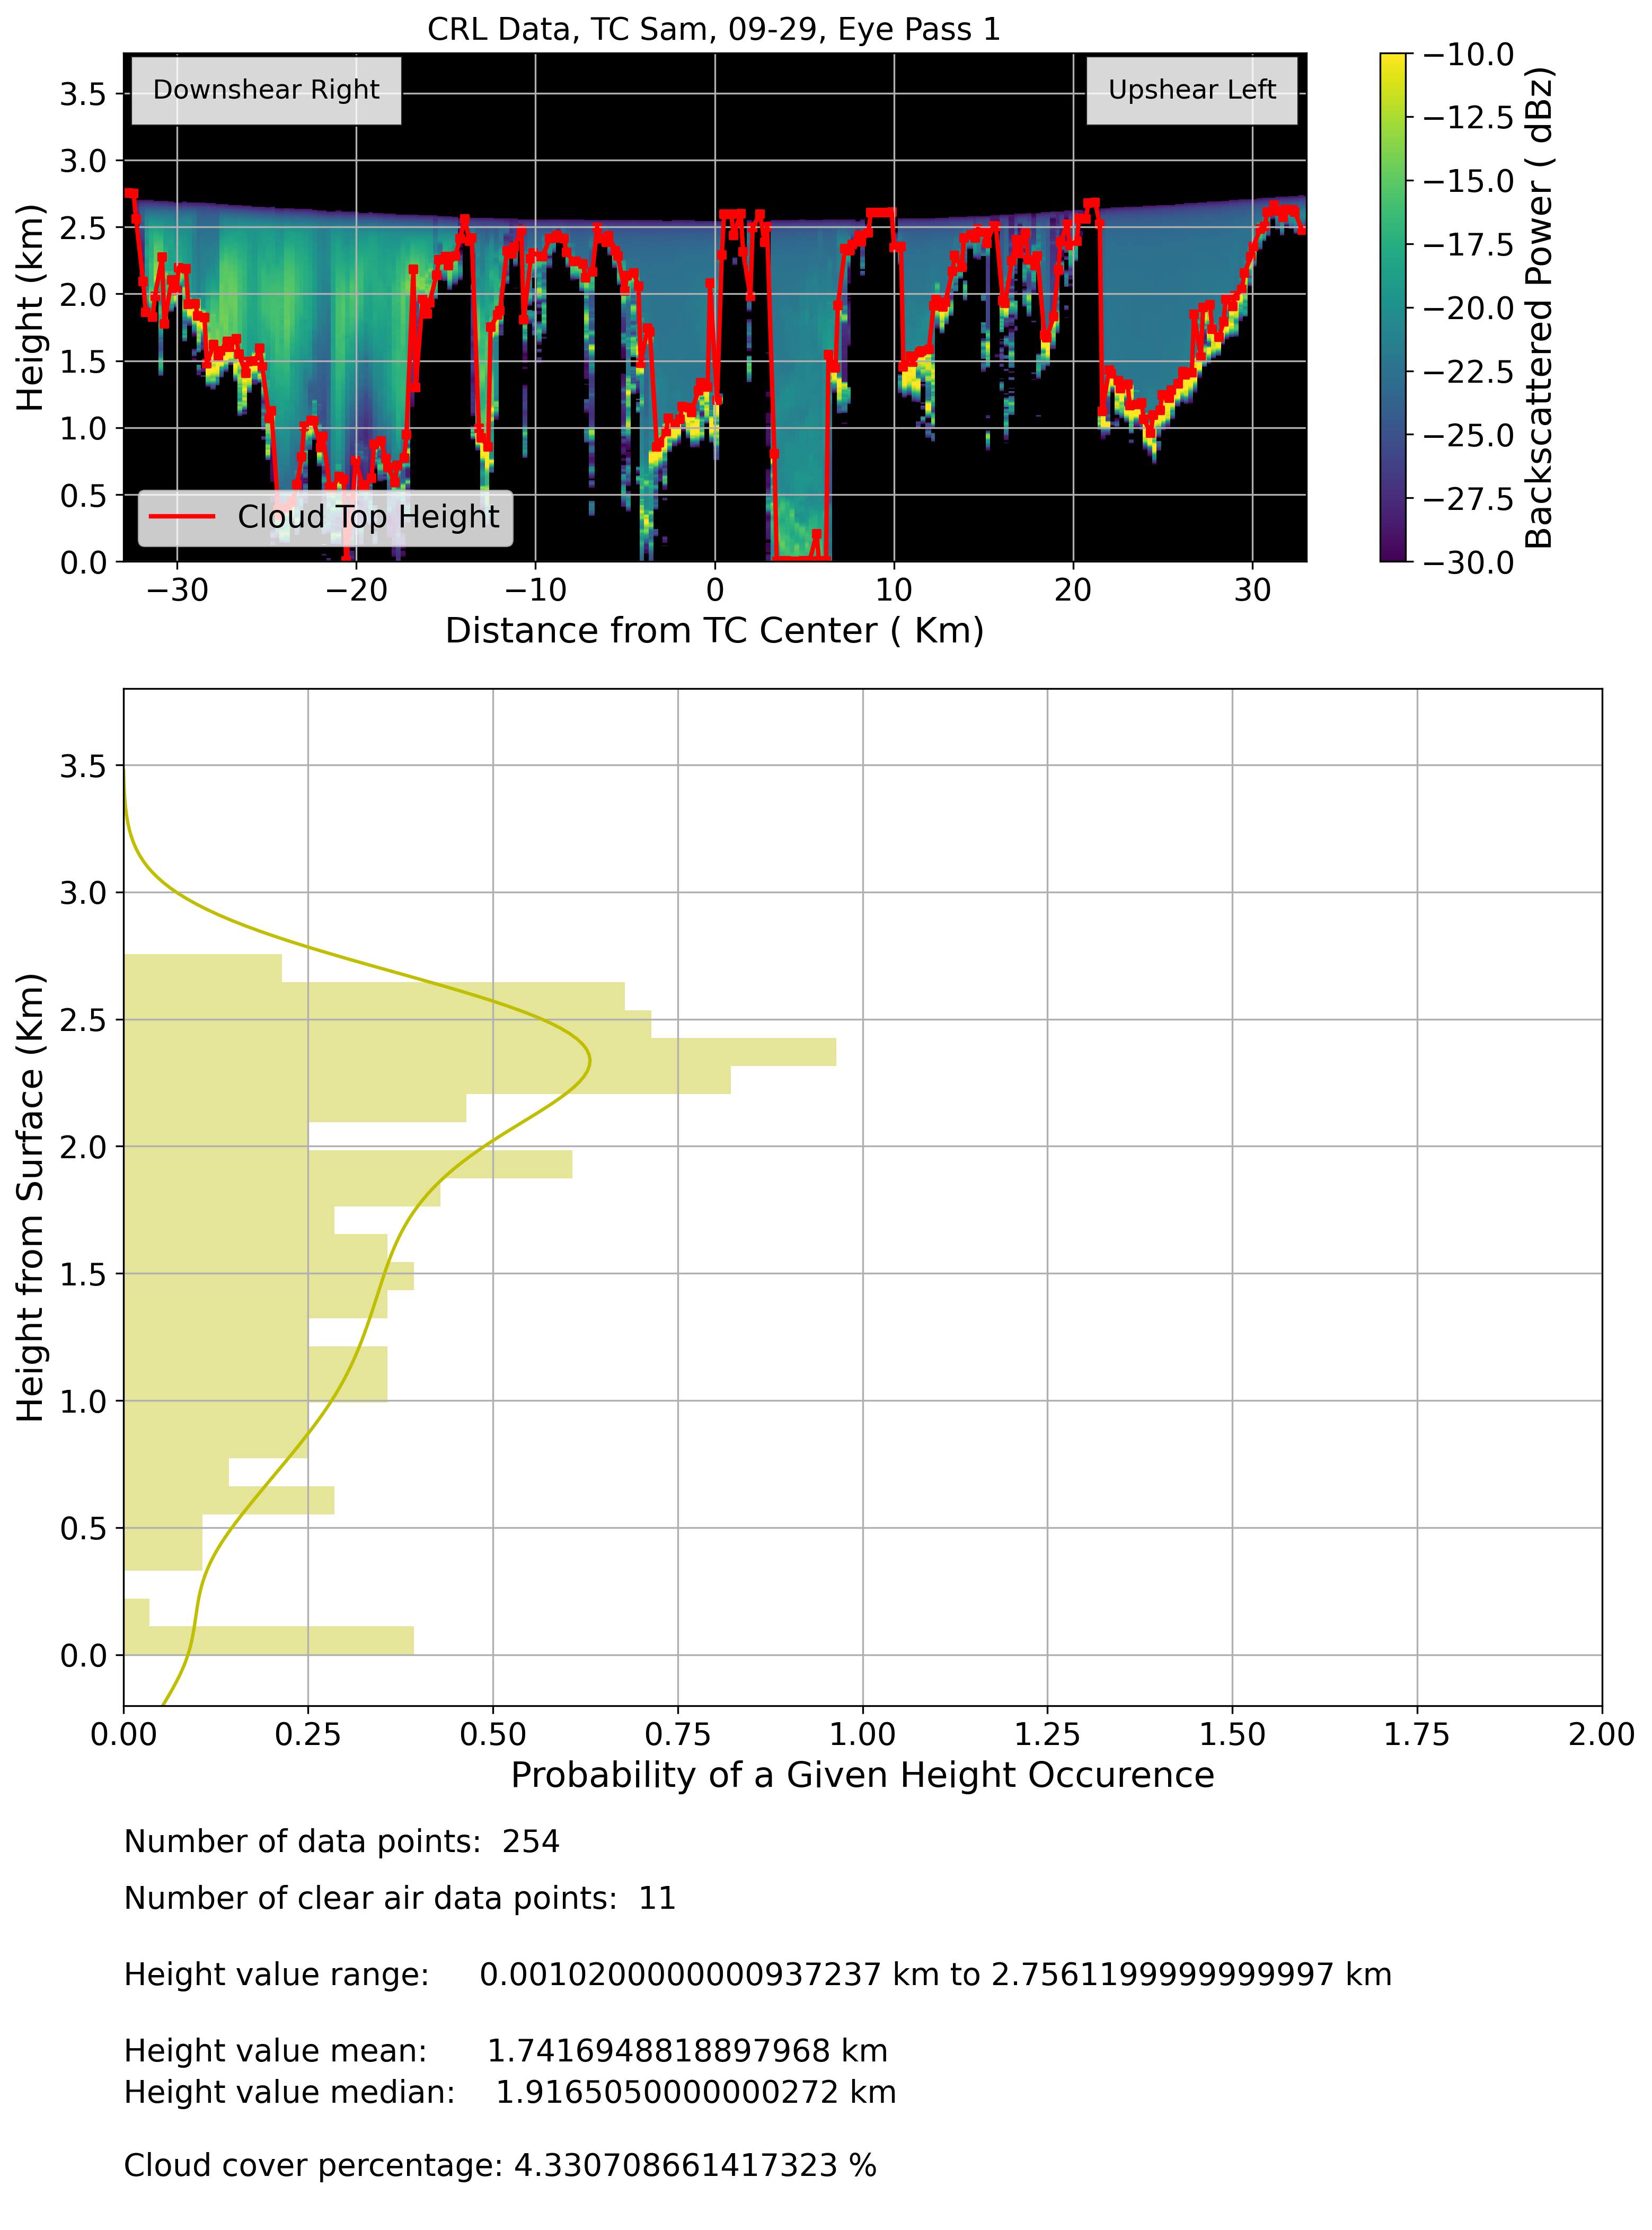 CRL Data, TC Sam, 09-29, Eye Pass 1
Downshear Right
Upshear Left
Height (km)
3.5
3.0
2.5
2.0
1.5
1.0
0.5
0.0
Cloud Top Height
−30
−20
−10
0
10
20
30
Distance from TC Center ( Km)
−10.0
−12.5
−15.0
−17.5
−20.0
−22.5
−25.0
−27.5
−30.0
Backscattered Power ( dBz)
Height from Surface (Km)
3.5
3.0
2.5
2.0
1.5
1.0
0.5
0.0
0.00
0.25
0.50
0.75
1.00
1.25
1.50
1.75
2.00
Probability of a Given Height Occurence
Number of data points:  254
Number of clear air data points:  11
Height value range:     0.0010200000000937237 km to 2.7561199999999997 km
Height value mean:      1.7416948818897968 km
Height value median:    1.9165050000000272 km
Cloud cover percentage: 4.330708661417323 %